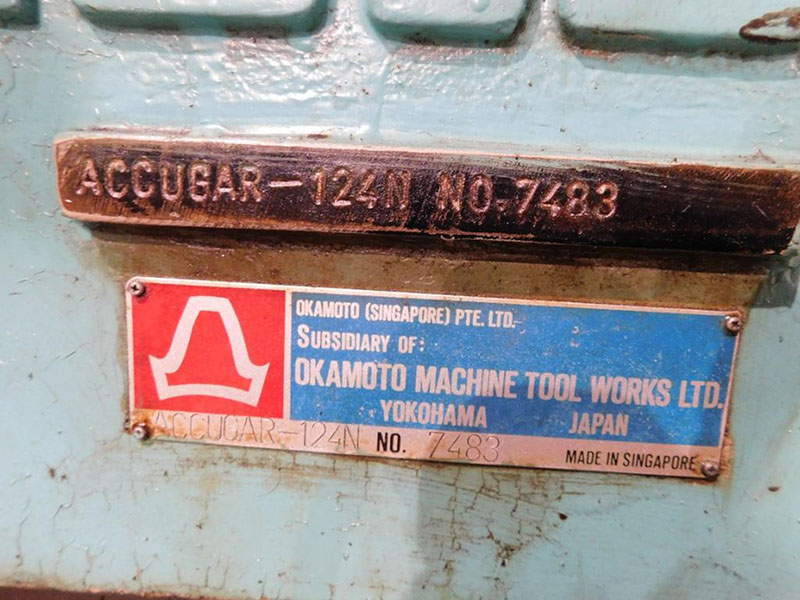 ACCUGAR-124N NO.7483
OKAMOTO (SINGAPORE) PTE. LTD.
SUBSIDIARY OF:
OKAMOTO MACHINE TOOL WORKS LTD.
YOKOHAMA JAPAN
ACCUGAR-124N NO. 7483 MADE IN SINGAPORE